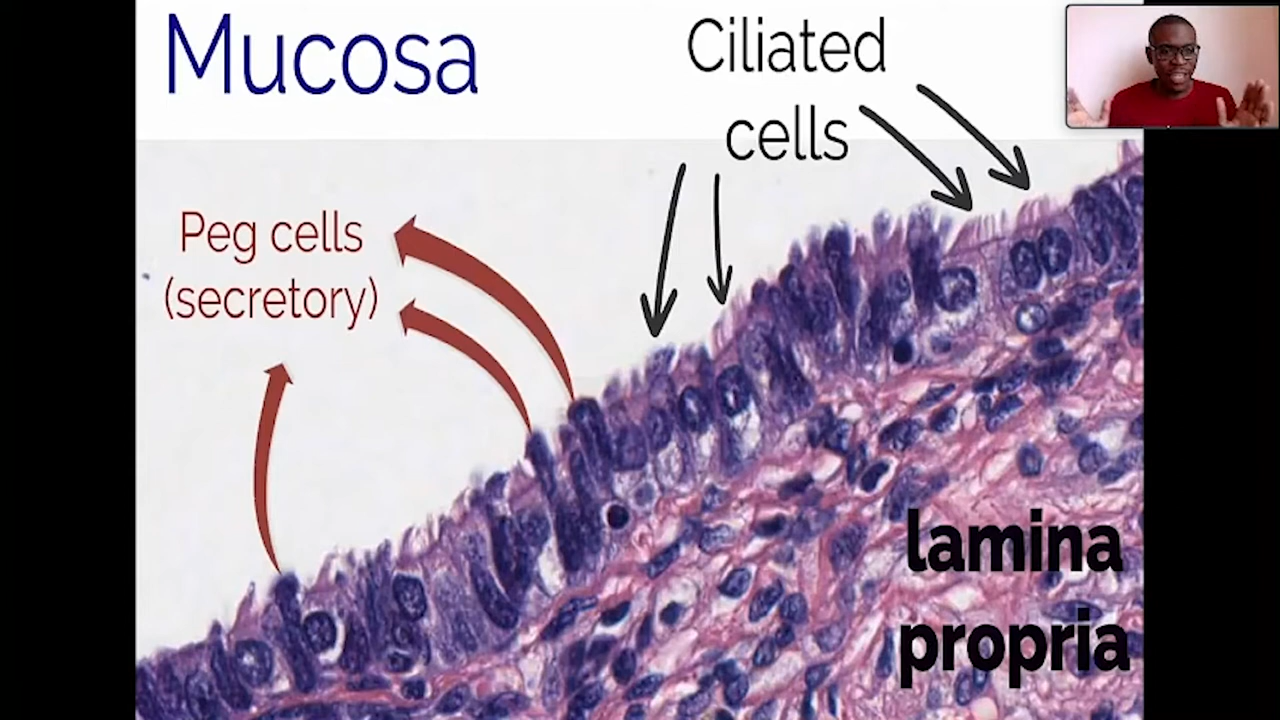 Mucosa
Ciliated
cells
Peg cells
(secretory)
lamina
propria